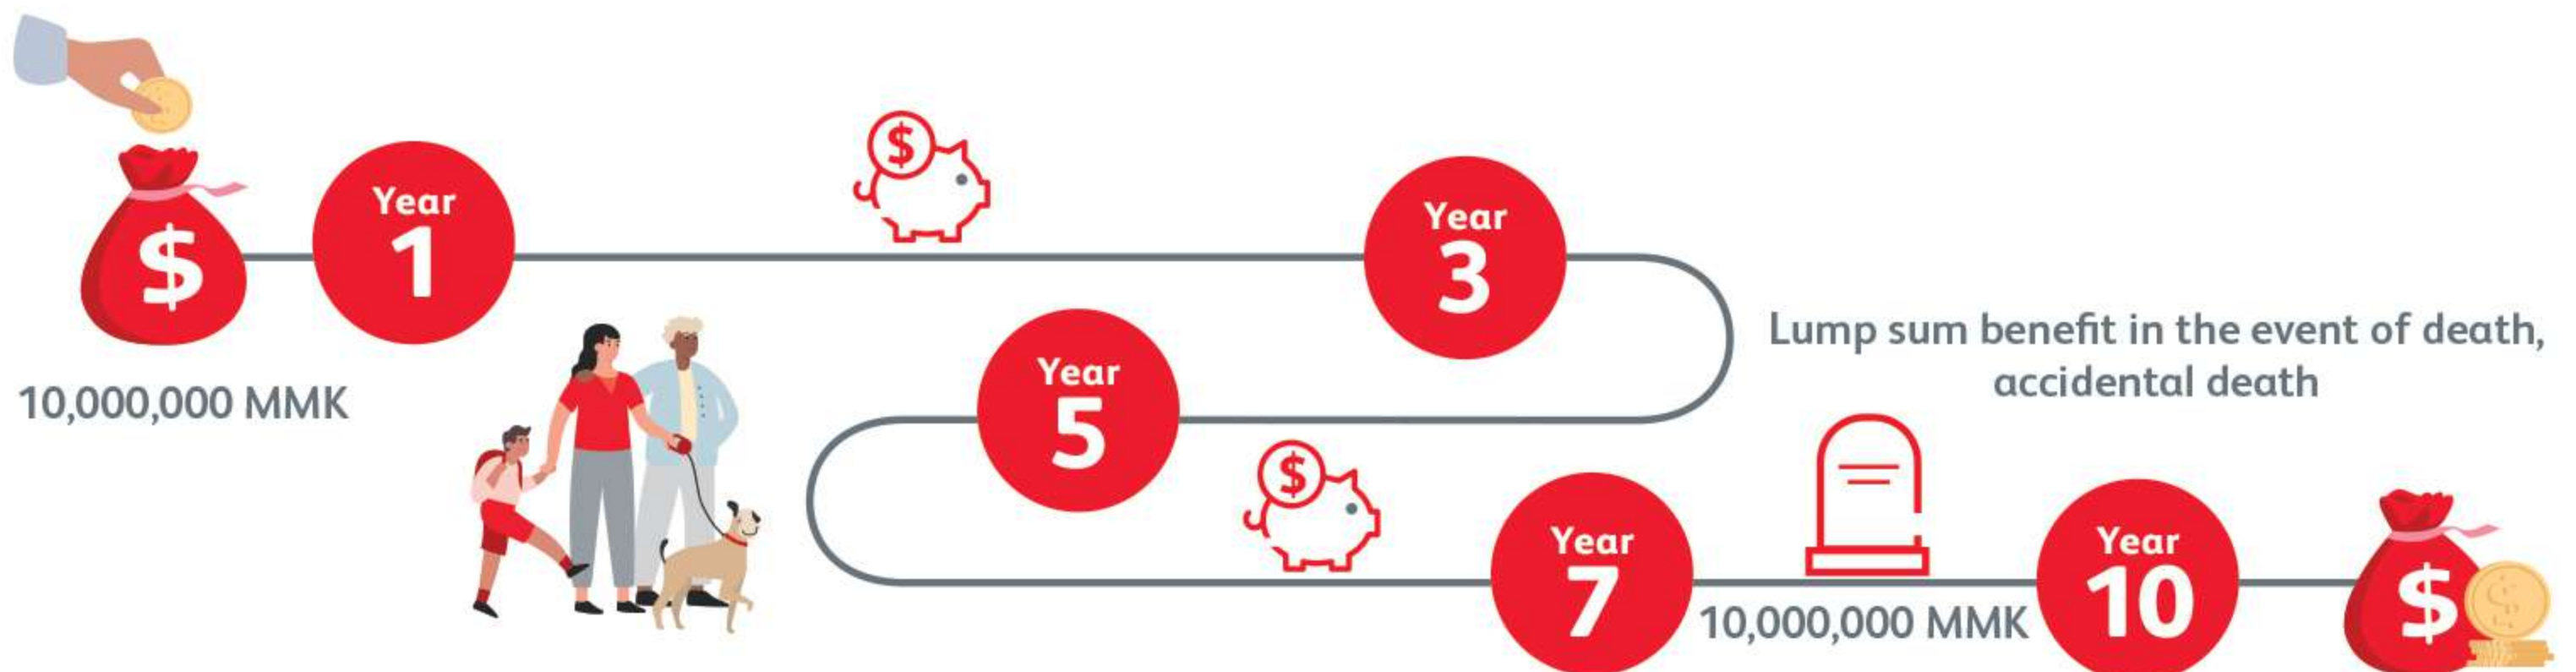 $
Year
1
10,000,000 MMK
$
Year
3
Lump sum benefit in the event of death,
accidental death
Year
5
$
Year
7
10,000,000 MMK
Year
10
$